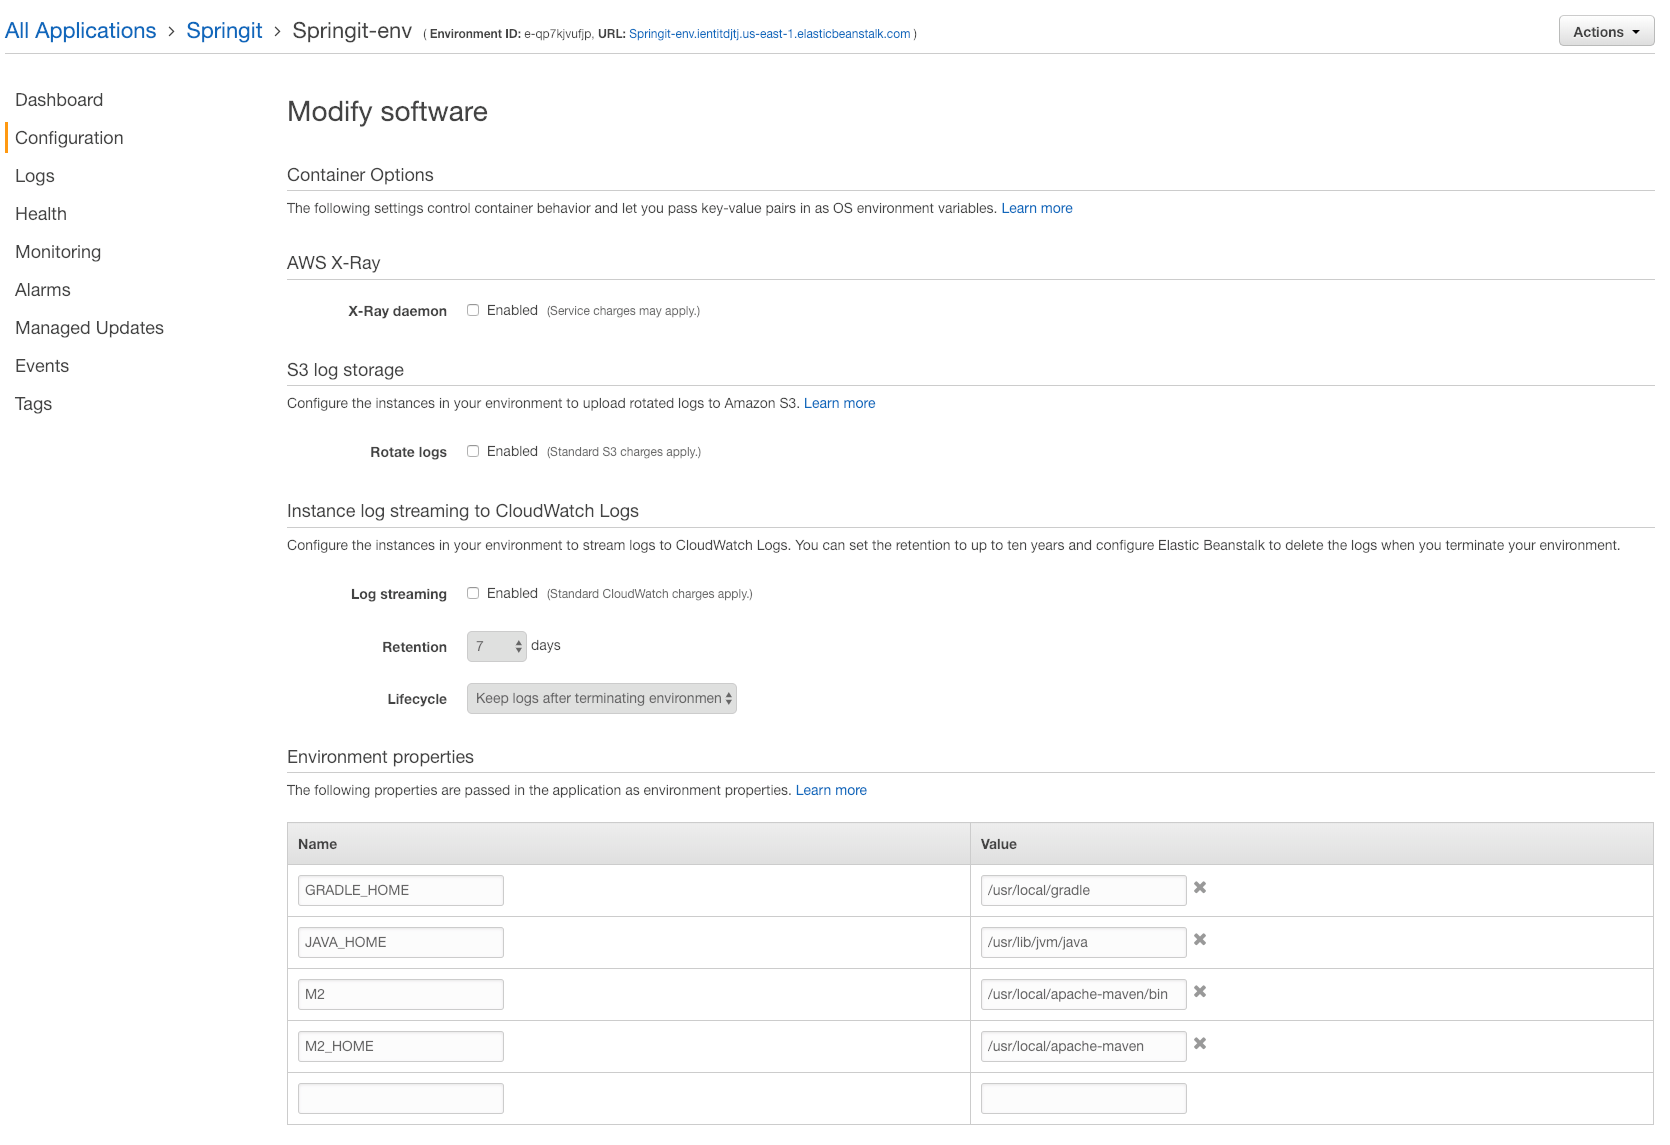 All Applications › Springit › Springit-env ( Environment ID: e-qp7kjvufjp, URL: Springit-env.ientitdjtj.us-east-1.elasticbeanstalk.com )
Actions
Dashboard
Configuration
Logs
Health
Monitoring
Alarms
Managed Updates
Events
Tags
Modify software
Container Options
The following settings control container behavior and let you pass key-value pairs in as OS environment variables. Learn more
AWS X-Ray
X-Ray daemon Enabled (Service charges may apply.)
S3 log storage
Configure the instances in your environment to upload rotated logs to Amazon S3. Learn more
Rotate logs Enabled (Standard S3 charges apply.)
Instance log streaming to CloudWatch Logs
Configure the instances in your environment to stream logs to CloudWatch Logs. You can set the retention to up to ten years and configure Elastic Beanstalk to delete the logs when you terminate your environment.
Log streaming Enabled (Standard CloudWatch charges apply.)
Retention 7 days
Lifecycle Keep logs after terminating environmen
Environment properties
The following properties are passed in the application as environment properties. Learn more
Name Value
GRADLE_HOME /usr/local/gradle
JAVA_HOME /usr/lib/jvm/java
M2 /usr/local/apache-maven/bin
M2_HOME /usr/local/apache-maven